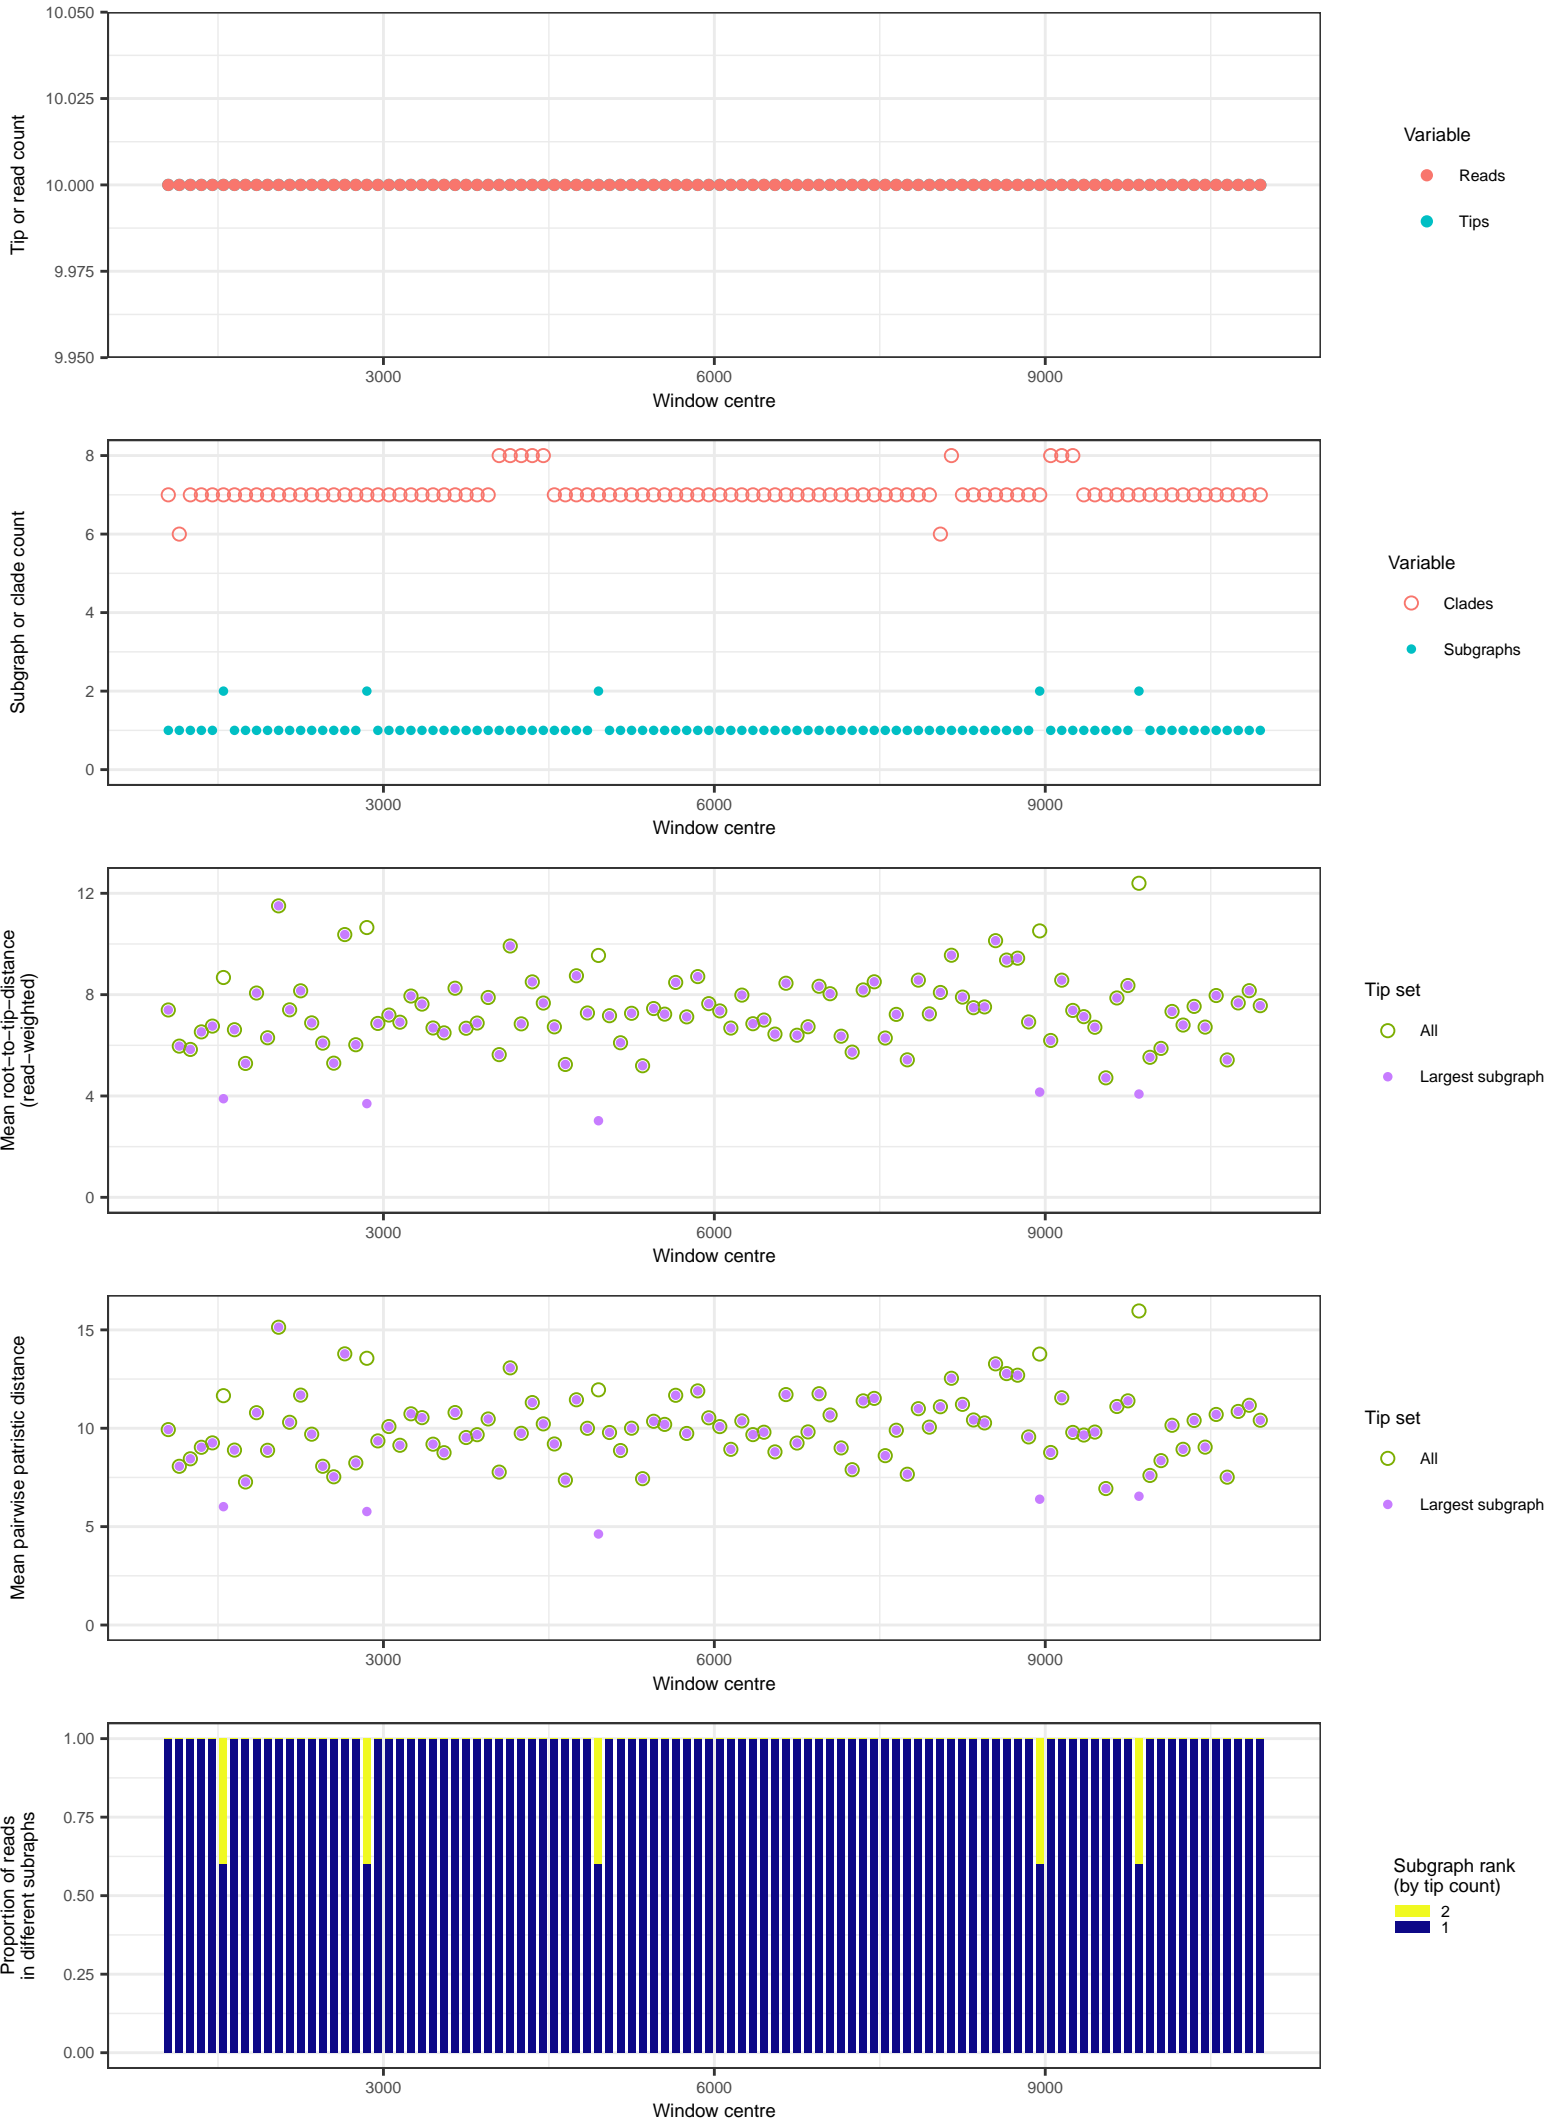 10.050
10.025
10.000
9.975
9.950
Tip or read count
3000
6000
9000
Window centre
Variable
Reads
Tips
8
6
4
2
0
Subgraph or clade count
3000
6000
9000
Window centre
Variable
Clades
Subgraphs
12
8
4
0
Mean root−to−tip−distance
(read−weighted)
3000
6000
9000
Window centre
Tip set
All
Largest subgraph
15
10
5
0
Mean pairwise patristic distance
3000
6000
9000
Window centre
Tip set
All
Largest subgraph
1.00
0.75
0.50
0.25
0.00
Proportion of reads
in different subraphs
3000
6000
9000
Window centre
Subgraph rank
(by tip count)
2
1